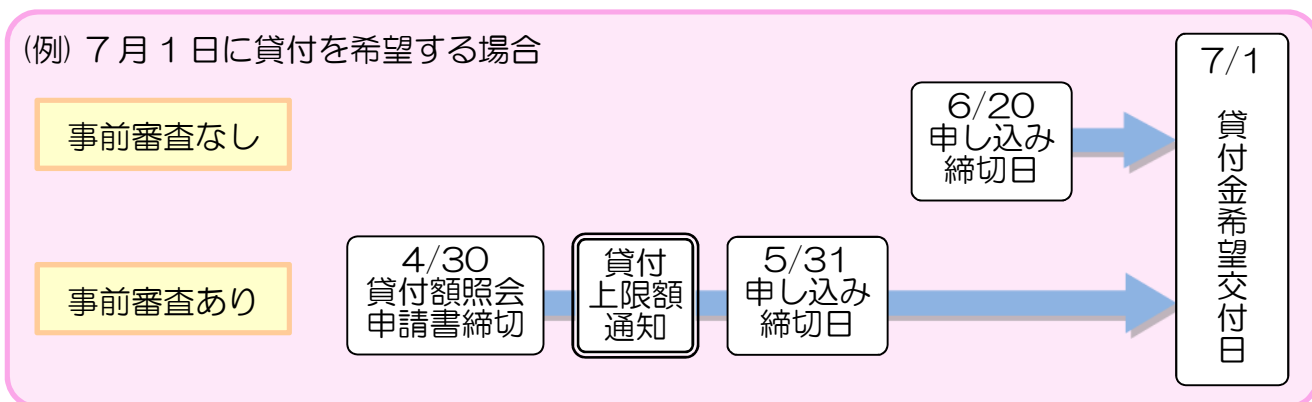 (例) 7月1日に貸付を希望する場合
事前審査なし
6/20
申し込み
締切日
7/1
貸付金希望交付日
事前審査あり
4/30
貸付額照会
申請書締切
貸付
上限額
通知
5/31
申し込み
締切日